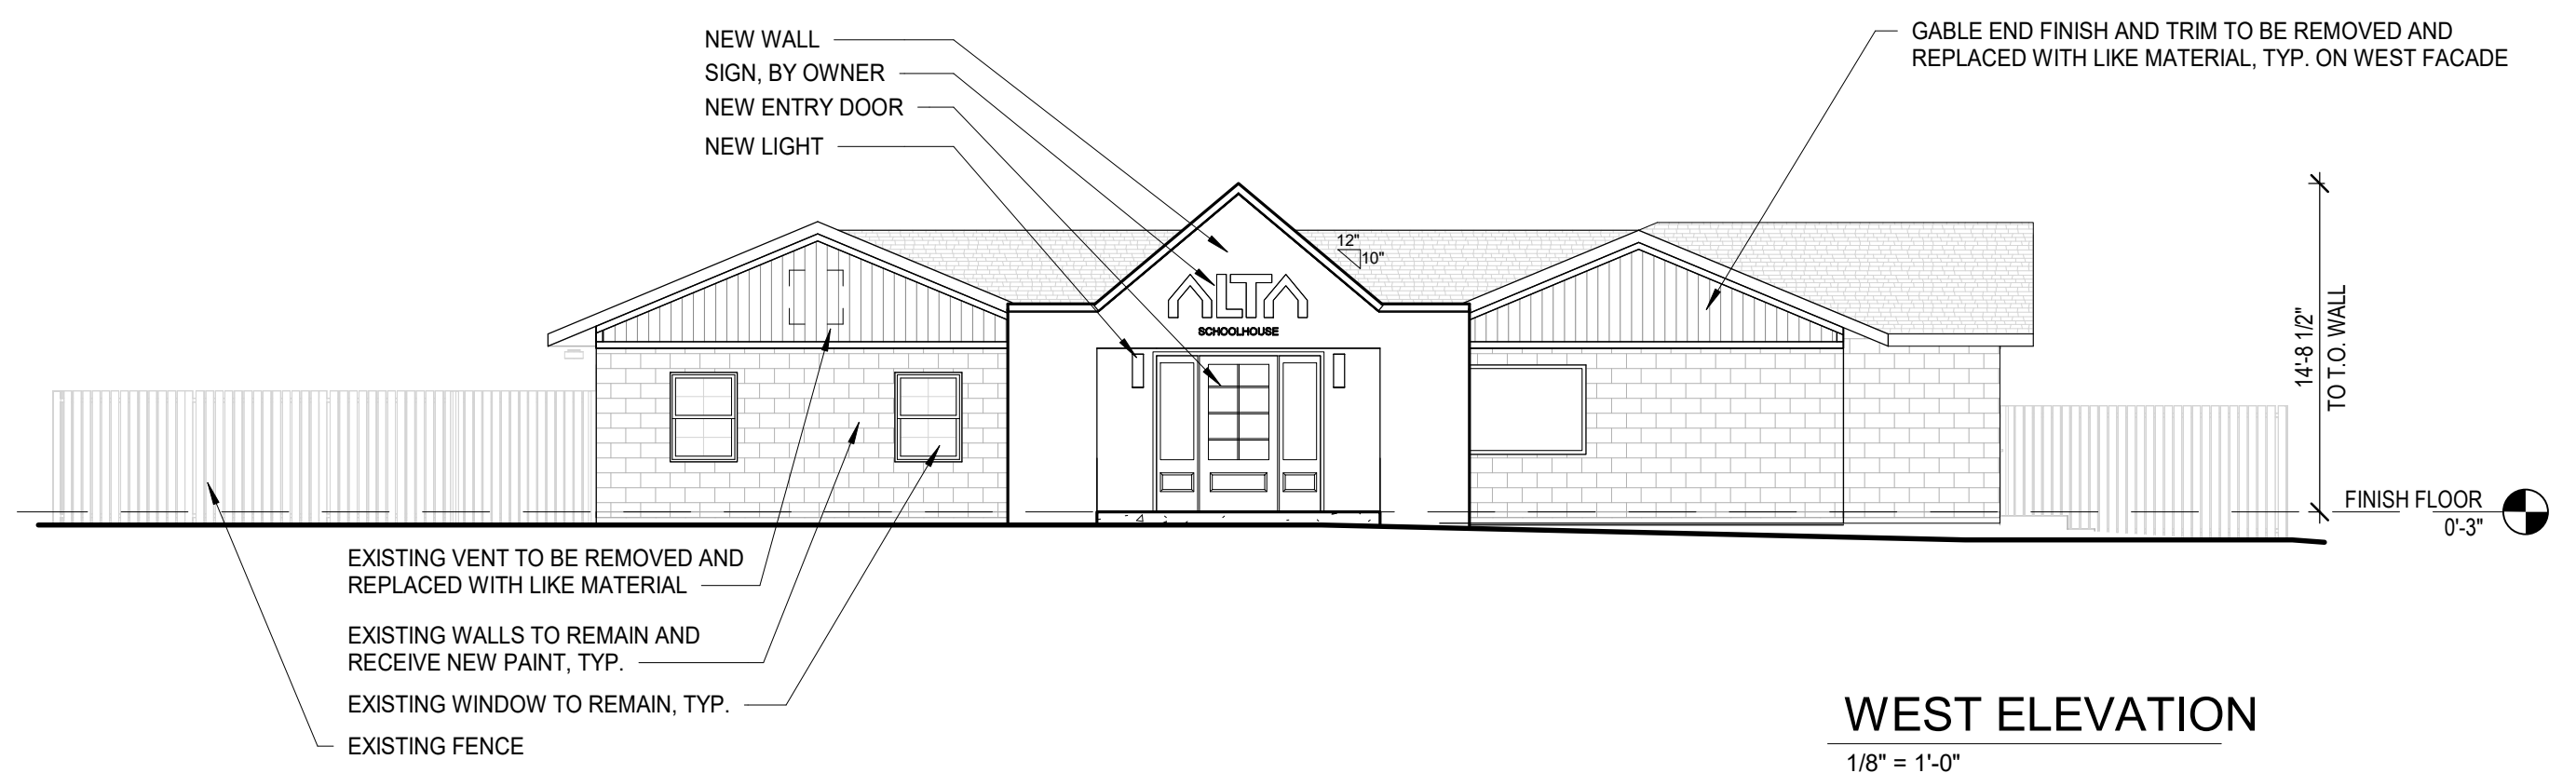 NEW WALL
SIGN, BY OWNER
NEW ENTRY DOOR
NEW LIGHT
GABLE END FINISH AND TRIM TO BE REMOVED AND
REPLACED WITH LIKE MATERIAL, TYP. ON WEST FACADE
12"
10"
ALTA
SCHOOLHOUSE
14'-8 1/2"
TO T.O. WALL
FINISH FLOOR
0'-3"
EXISTING VENT TO BE REMOVED AND
REPLACED WITH LIKE MATERIAL
EXISTING WALLS TO REMAIN AND
RECEIVE NEW PAINT, TYP.
EXISTING WINDOW TO REMAIN, TYP.
EXISTING FENCE
WEST ELEVATION
1/8" = 1'-0"